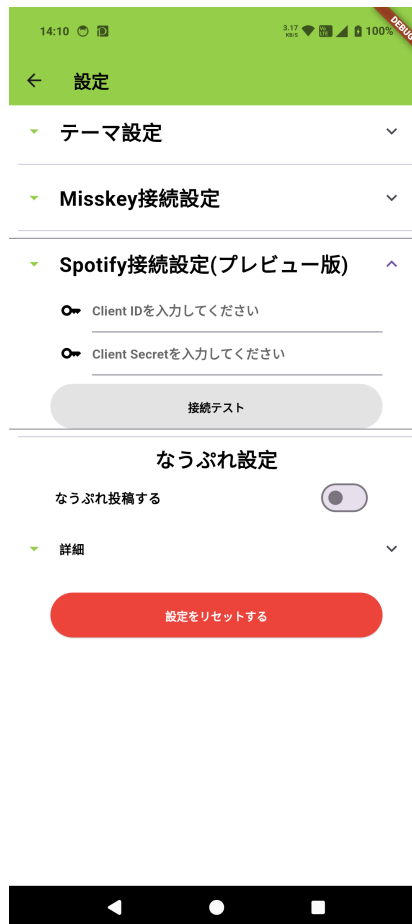 14:10
3.17
KB/S
100%
DEBUG
設定
テーマ設定
Misskey接続設定
Spotify接続設定(プレビュー版)
Client IDを入力してください
Client Secretを入力してください
接続テスト
なうぷれ設定
なうぷれ投稿する
詳細
設定をリセットする